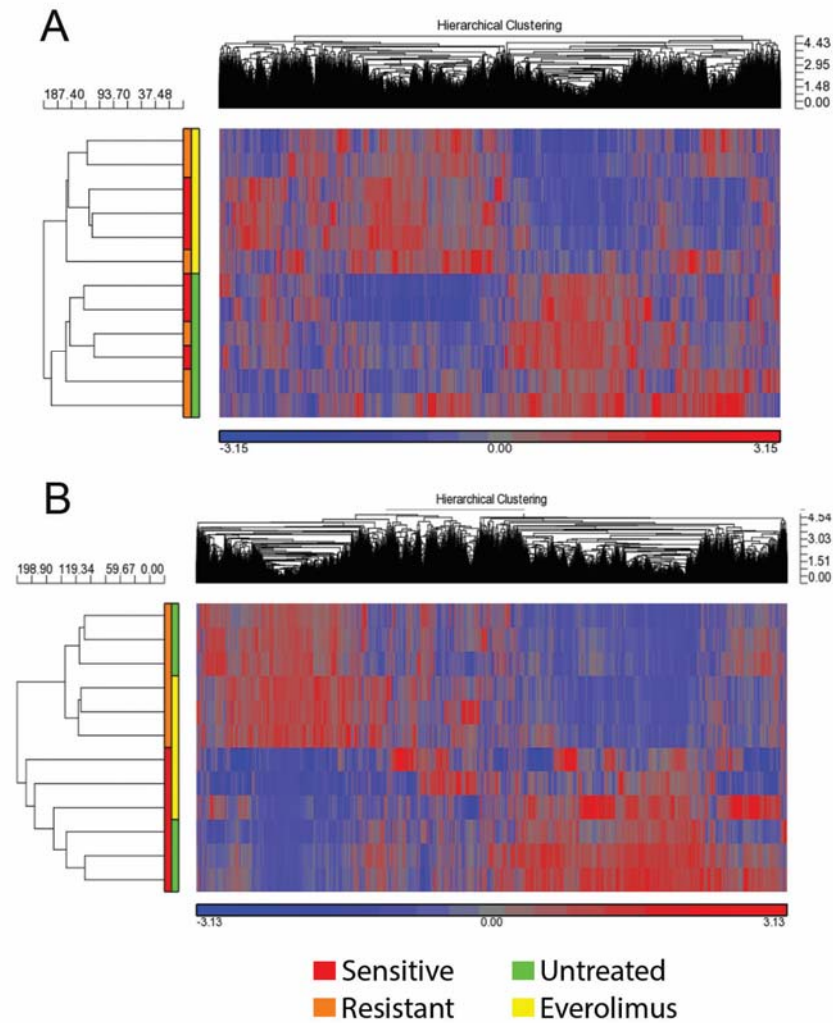 A
Hierarchical Clustering
4.43
2.95
1.48
0.00
187.40 93.70 37.48
-3.15 0.00 3.15
B
Hierarchical Clustering
4.54
3.03
1.51
0.00
198.90 119.34 59.67 0.00
-3.13 0.00 3.13
Sensitive Untreated
Resistant Everolimus